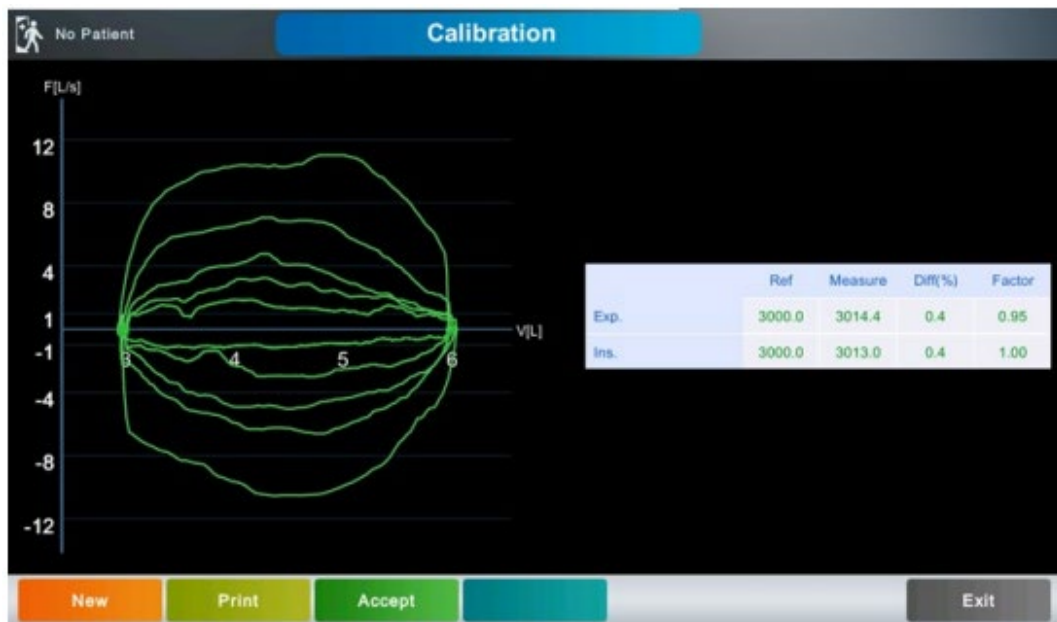 No Patient
Calibration
F[L/s]
12
8
4
1
-1
-4
-8
-12
3 4 5 6
V[L]
Ref Measure Diff(%) Factor
Exp. 3000.0 3014.4 0.4 0.95
Ins. 3000.0 3013.0 0.4 1.00
New Print Accept Exit